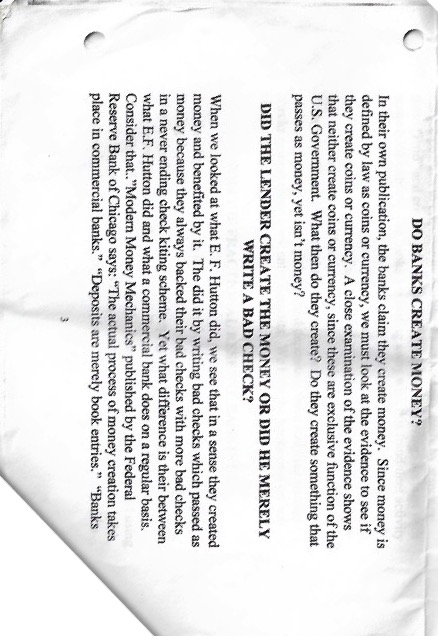 DO BANKS CREATE MONEY?
In their own publication the banks claim they create money. Since money is
defined by law as coins or currency, we must look at the evidence to see if
they create coins or currency. A close examination of the evidence shows
that neither create coins or currency, since these are exclusive function of the
U.S. Government. What then do they create? Do they create something that
passes as money, yet isn't money?
DID THE LENDER CREATE THE MONEY OR DID HE MERELY
WRITE A BAD CHECK?
When we looked at what E. F. Hutton did, we see that in a sense they created
money and benefited by it. The did it by writing bad checks which passed as
money because they always backed their bad checks with more bad checks
in a never ending check kiting scheme. Yet what difference is their between
what E.F. Hutton did and what a commercial bank does on a regular basis.
Consider that.. "Modern Money Mechanics" published by the Federal
Reserve Bank of Chicago says: "The actual process of money creation takes
place in commercial banks." "Deposits are merely book entries." "Banks
3